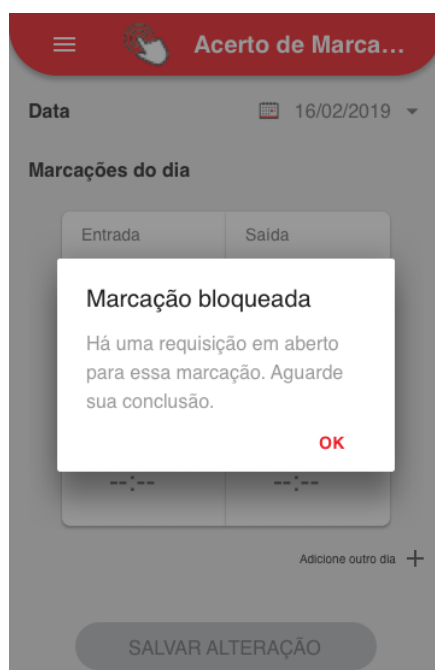 Acerto de Marca...
Data 16/02/2019
Marcações do dia
Entrada Saída
Marcação bloqueada
Há uma requisição em aberto
para essa marcação. Aguarde
sua conclusão.
OK
--:-- --:--
Adicione outro dia +
SALVAR ALTERAÇÃO